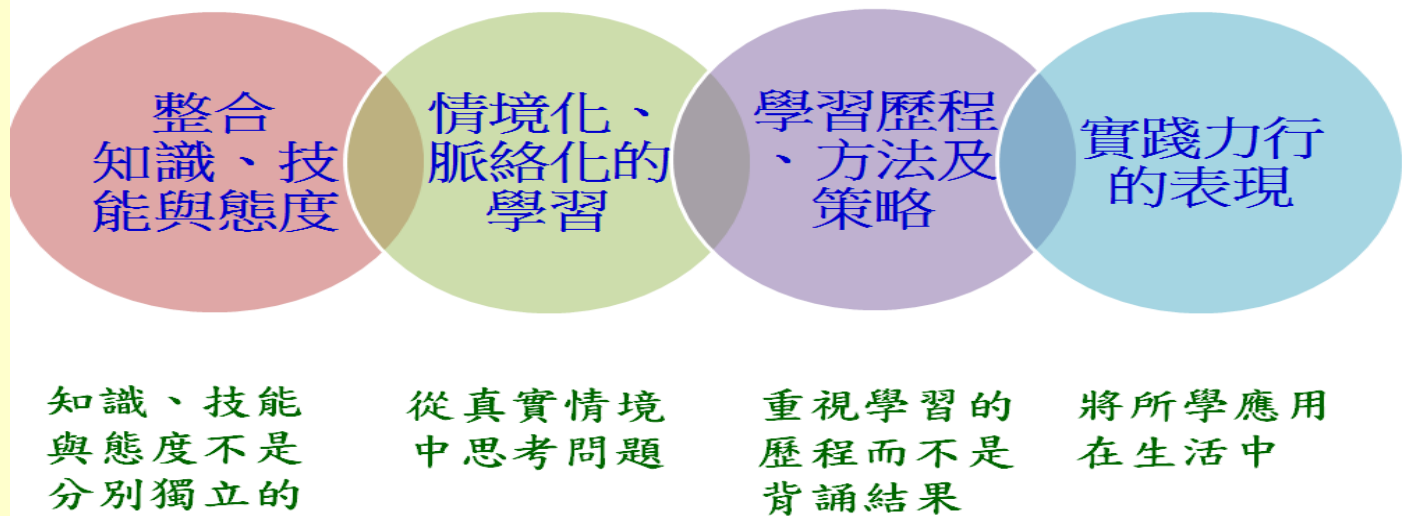 整合
知識、技
能與態度
情境化、
脈絡化的
學習
學習歷程
、方法及
策略
實踐力行
的表現
知識、技能
與態度不是
分別獨立的
從真實情境
中思考問題
重視學習的
歷程而不是
背誦結果
將所學應用
在生活中